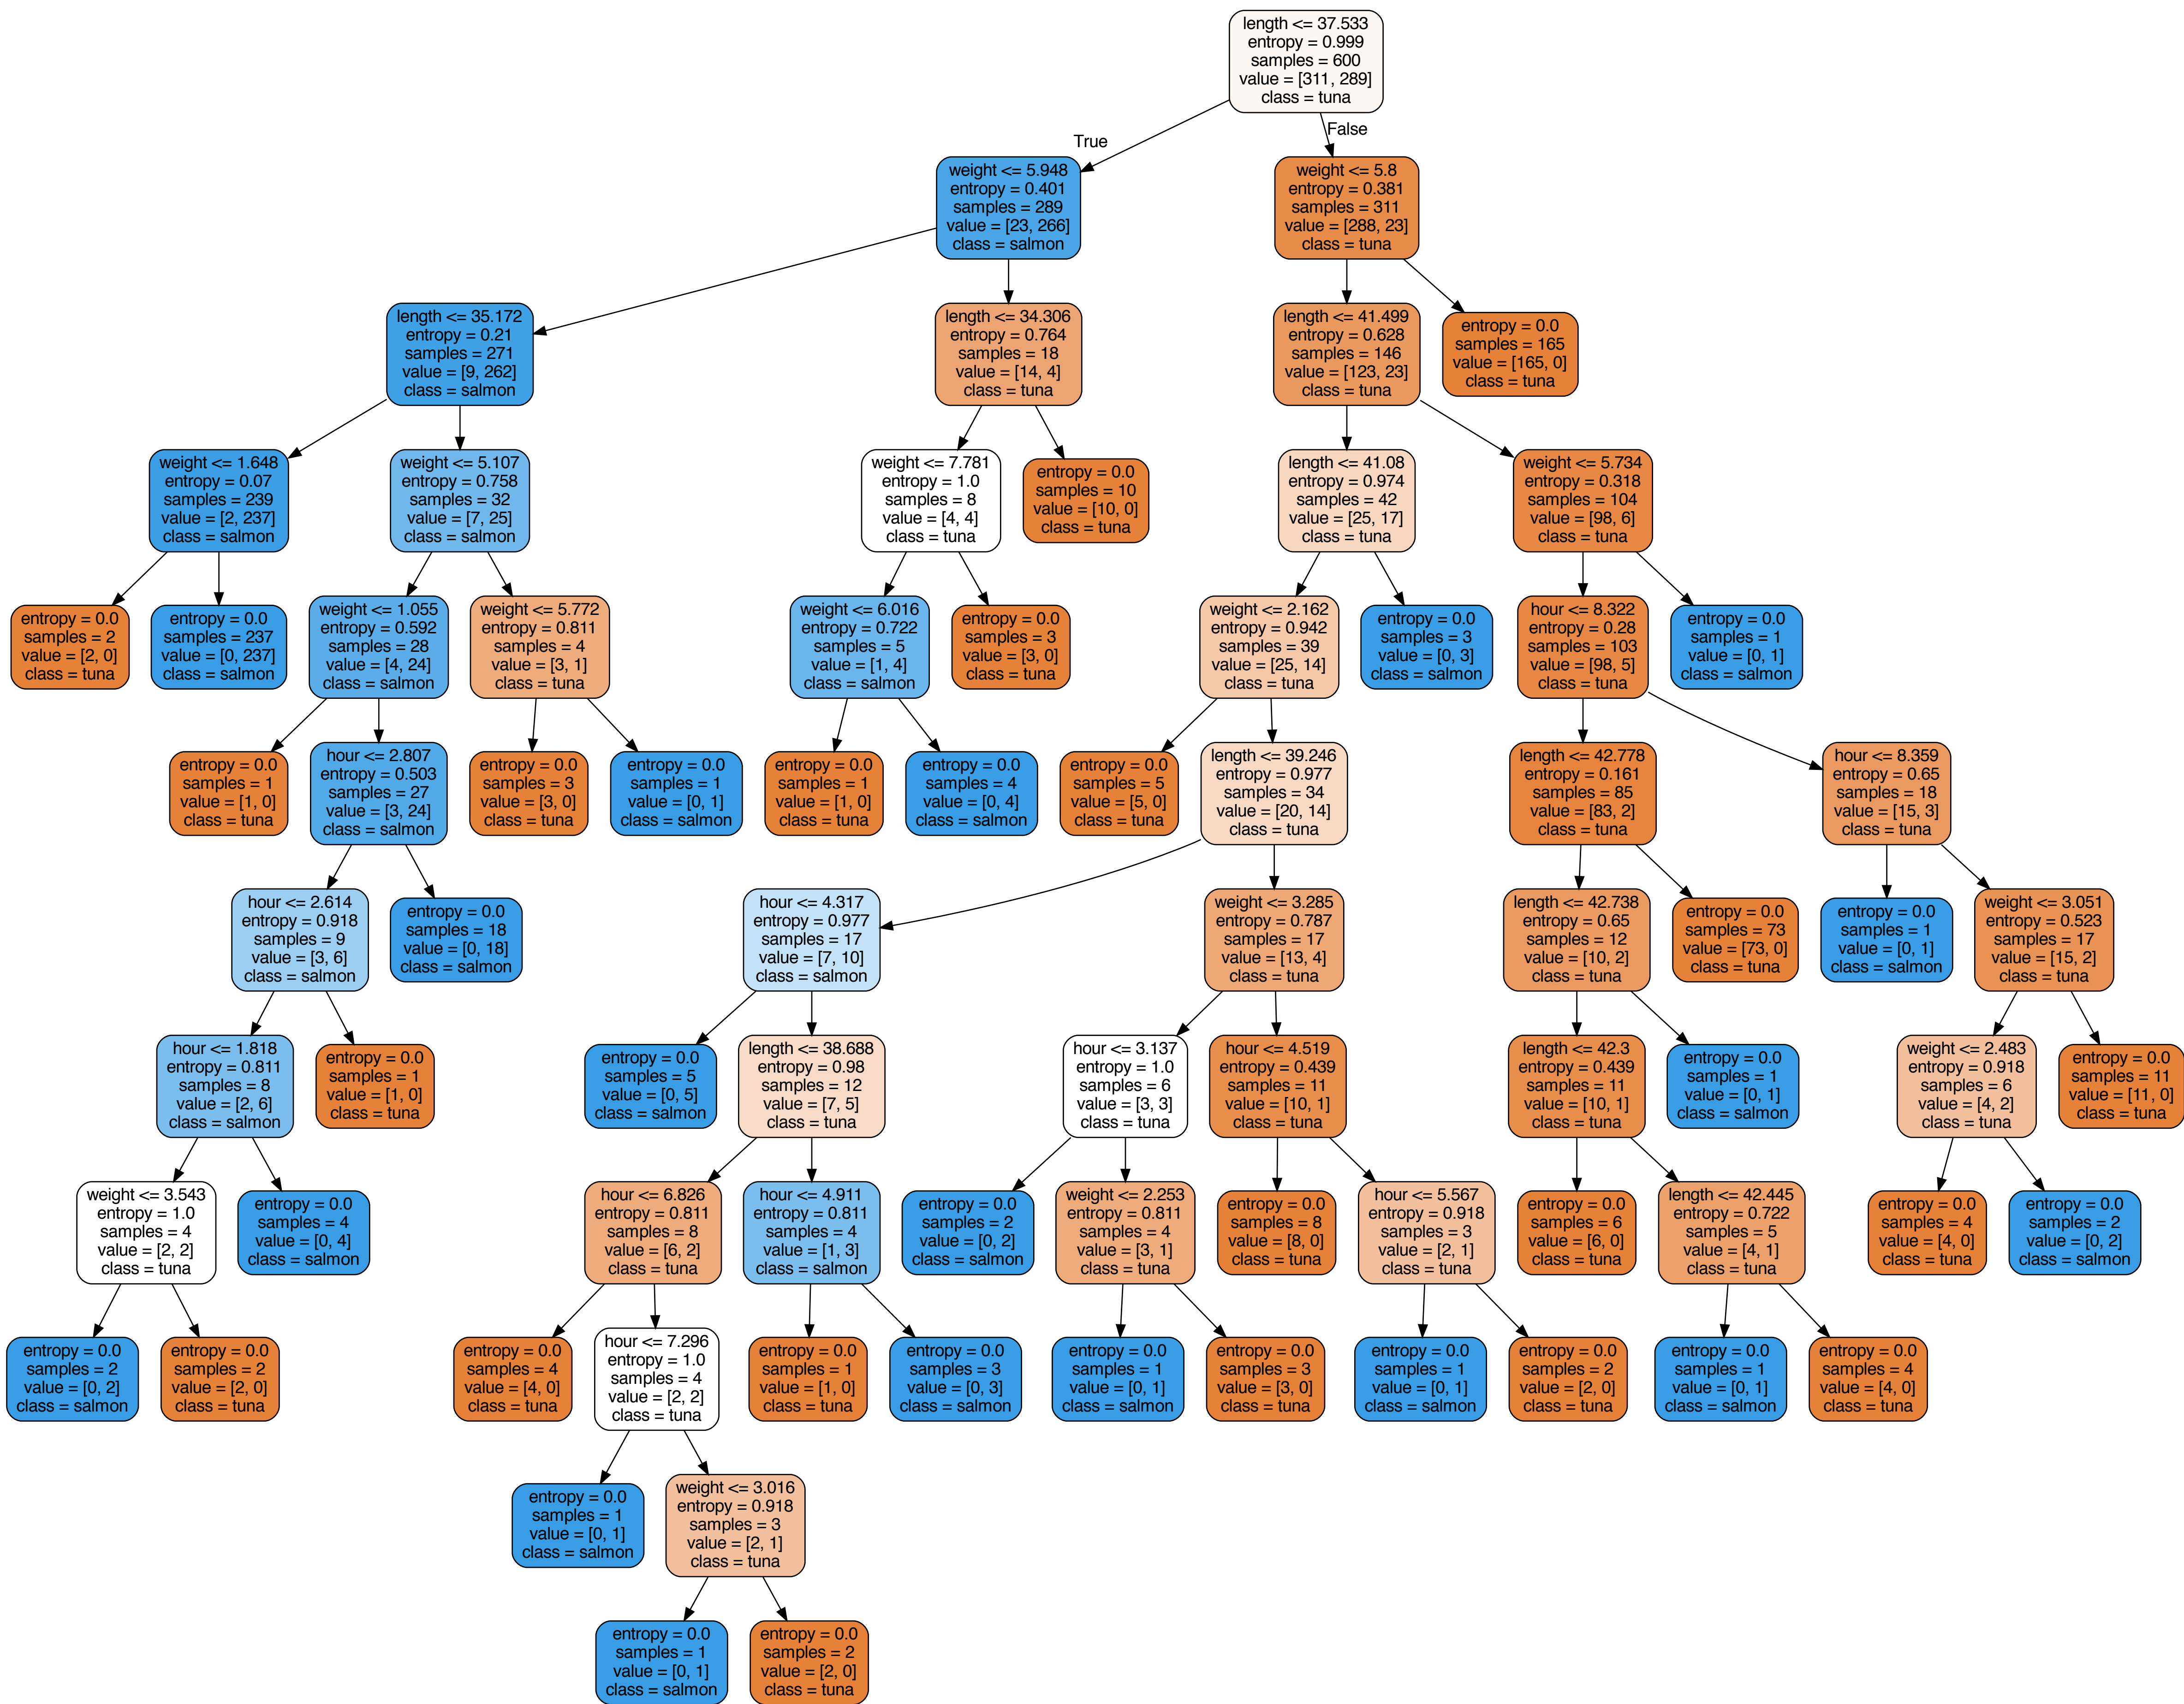 length <= 37.533
entropy = 0.999
samples = 600
value = [311, 289]
class = tuna
True
False
weight <= 5.948
entropy = 0.401
samples = 289
value = [23, 266]
class = salmon
weight <= 5.8
entropy = 0.381
samples = 311
value = [288, 23]
class = tuna
length <= 35.172
entropy = 0.21
samples = 271
value = [9, 262]
class = salmon
length <= 34.306
entropy = 0.764
samples = 18
value = [14, 4]
class = tuna
length <= 41.499
entropy = 0.628
samples = 146
value = [123, 23]
class = tuna
entropy = 0.0
samples = 165
value = [165, 0]
class = tuna
weight <= 1.648
entropy = 0.07
samples = 239
value = [2, 237]
class = salmon
weight <= 5.107
entropy = 0.758
samples = 32
value = [7, 25]
class = salmon
weight <= 7.781
entropy = 1.0
samples = 8
value = [4, 4]
class = tuna
entropy = 0.0
samples = 10
value = [10, 0]
class = tuna
length <= 41.08
entropy = 0.974
samples = 42
value = [25, 17]
class = tuna
weight <= 5.734
entropy = 0.318
samples = 104
value = [98, 6]
class = tuna
entropy = 0.0
samples = 2
value = [2, 0]
class = tuna
entropy = 0.0
samples = 237
value = [0, 237]
class = salmon
weight <= 1.055
entropy = 0.592
samples = 28
value = [4, 24]
class = salmon
weight <= 5.772
entropy = 0.811
samples = 4
value = [3, 1]
class = tuna
weight <= 6.016
entropy = 0.722
samples = 5
value = [1, 4]
class = salmon
entropy = 0.0
samples = 3
value = [3, 0]
class = tuna
weight <= 2.162
entropy = 0.942
samples = 39
value = [25, 14]
class = tuna
entropy = 0.0
samples = 3
value = [0, 3]
class = salmon
hour <= 8.322
entropy = 0.28
samples = 103
value = [98, 5]
class = tuna
entropy = 0.0
samples = 1
value = [0, 1]
class = salmon
entropy = 0.0
samples = 1
value = [1, 0]
class = tuna
hour <= 2.807
entropy = 0.503
samples = 27
value = [3, 24]
class = salmon
entropy = 0.0
samples = 3
value = [3, 0]
class = tuna
entropy = 0.0
samples = 1
value = [0, 1]
class = salmon
entropy = 0.0
samples = 1
value = [1, 0]
class = tuna
entropy = 0.0
samples = 4
value = [0, 4]
class = salmon
entropy = 0.0
samples = 5
value = [5, 0]
class = tuna
length <= 39.246
entropy = 0.977
samples = 34
value = [20, 14]
class = tuna
length <= 42.778
entropy = 0.161
samples = 85
value = [83, 2]
class = tuna
hour <= 8.359
entropy = 0.65
samples = 18
value = [15, 3]
class = tuna
hour <= 2.614
entropy = 0.918
samples = 9
value = [3, 6]
class = salmon
entropy = 0.0
samples = 18
value = [0, 18]
class = salmon
hour <= 4.317
entropy = 0.977
samples = 17
value = [7, 10]
class = salmon
weight <= 3.285
entropy = 0.787
samples = 17
value = [13, 4]
class = tuna
length <= 42.738
entropy = 0.65
samples = 12
value = [10, 2]
class = tuna
entropy = 0.0
samples = 73
value = [73, 0]
class = tuna
entropy = 0.0
samples = 1
value = [0, 1]
class = salmon
weight <= 3.051
entropy = 0.523
samples = 17
value = [15, 2]
class = tuna
hour <= 1.818
entropy = 0.811
samples = 8
value = [2, 6]
class = salmon
entropy = 0.0
samples = 1
value = [1, 0]
class = tuna
entropy = 0.0
samples = 5
value = [0, 5]
class = salmon
length <= 38.688
entropy = 0.98
samples = 12
value = [7, 5]
class = tuna
hour <= 3.137
entropy = 1.0
samples = 6
value = [3, 3]
class = tuna
hour <= 4.519
entropy = 0.439
samples = 11
value = [10, 1]
class = tuna
length <= 42.3
entropy = 0.439
samples = 11
value = [10, 1]
class = tuna
entropy = 0.0
samples = 1
value = [0, 1]
class = salmon
weight <= 2.483
entropy = 0.918
samples = 6
value = [4, 2]
class = tuna
entropy = 0.0
samples = 11
value = [11, 0]
class = tuna
weight <= 3.543
entropy = 1.0
samples = 4
value = [2, 2]
class = tuna
entropy = 0.0
samples = 4
value = [0, 4]
class = salmon
hour <= 6.826
entropy = 0.811
samples = 8
value = [6, 2]
class = tuna
hour <= 4.911
entropy = 0.811
samples = 4
value = [1, 3]
class = salmon
entropy = 0.0
samples = 2
value = [0, 2]
class = salmon
weight <= 2.253
entropy = 0.811
samples = 4
value = [3, 1]
class = tuna
entropy = 0.0
samples = 8
value = [8, 0]
class = tuna
hour <= 5.567
entropy = 0.918
samples = 3
value = [2, 1]
class = tuna
entropy = 0.0
samples = 6
value = [6, 0]
class = tuna
length <= 42.445
entropy = 0.722
samples = 5
value = [4, 1]
class = tuna
entropy = 0.0
samples = 4
value = [4, 0]
class = tuna
entropy = 0.0
samples = 2
value = [0, 2]
class = salmon
entropy = 0.0
samples = 2
value = [0, 2]
class = salmon
entropy = 0.0
samples = 2
value = [2, 0]
class = tuna
entropy = 0.0
samples = 4
value = [4, 0]
class = tuna
hour <= 7.296
entropy = 1.0
samples = 4
value = [2, 2]
class = tuna
entropy = 0.0
samples = 1
value = [1, 0]
class = tuna
entropy = 0.0
samples = 3
value = [0, 3]
class = salmon
entropy = 0.0
samples = 1
value = [0, 1]
class = salmon
entropy = 0.0
samples = 3
value = [3, 0]
class = tuna
entropy = 0.0
samples = 1
value = [0, 1]
class = salmon
entropy = 0.0
samples = 2
value = [2, 0]
class = tuna
entropy = 0.0
samples = 1
value = [0, 1]
class = salmon
entropy = 0.0
samples = 4
value = [4, 0]
class = tuna
entropy = 0.0
samples = 1
value = [0, 1]
class = salmon
weight <= 3.016
entropy = 0.918
samples = 3
value = [2, 1]
class = tuna
entropy = 0.0
samples = 1
value = [0, 1]
class = salmon
entropy = 0.0
samples = 2
value = [2, 0]
class = tuna